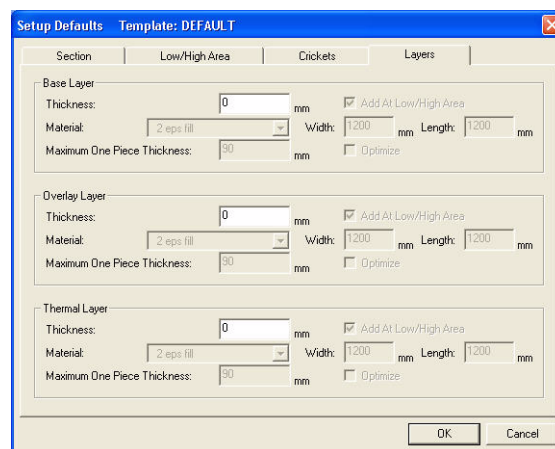 Setup Defaults Template: DEFAULT
Section Low/High Area Crickets Layers
Base Layer
Thickness: 0 mm Add At Low/High Area
Material: 2 eps fill Width: 1200 mm Length: 1200 mm
Maximum One Piece Thickness: 90 mm Optimize
Overlay Layer
Thickness: 0 mm Add At Low/High Area
Material: 2 eps fill Width: 1200 mm Length: 1200 mm
Maximum One Piece Thickness: 90 mm Optimize
Thermal Layer
Thickness: 0 mm Add At Low/High Area
Material: 2 eps fill Width: 1200 mm Length: 1200 mm
Maximum One Piece Thickness: 90 mm Optimize
OK Cancel